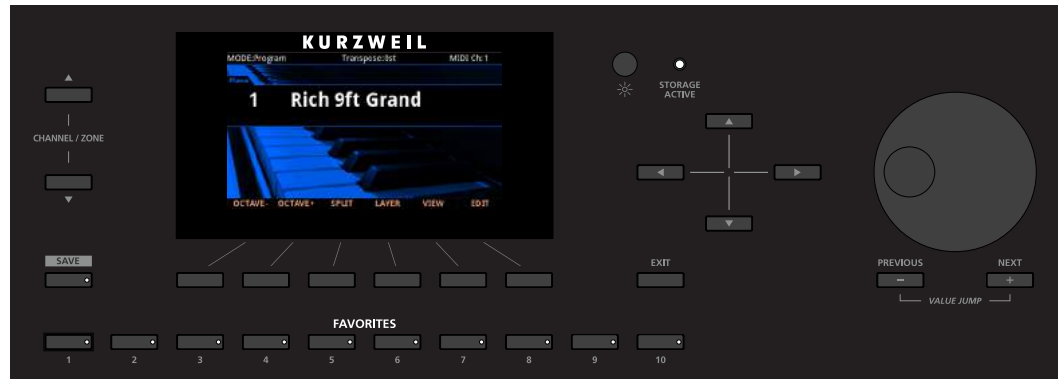 KURZWEIL
MODE:Program Transpose:0st MIDI Ch:1
Piano
1 Rich 9ft Grand
OCTAVE- OCTAVE+ SPLIT LAYER VIEW EDIT
STORAGE
ACTIVE
CHANNEL / ZONE
SAVE
EXIT
PREVIOUS NEXT
- +
VALUE JUMP
FAVORITES
1 2 3 4 5 6 7 8 9 10